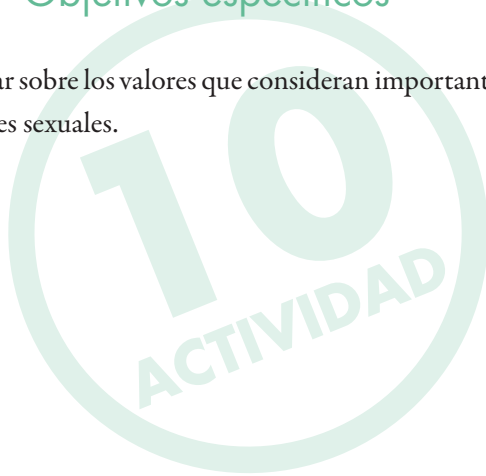 Objetivos específicos
ar sobre los valores que consideran important
es sexuales.
10
ACTIVIDAD